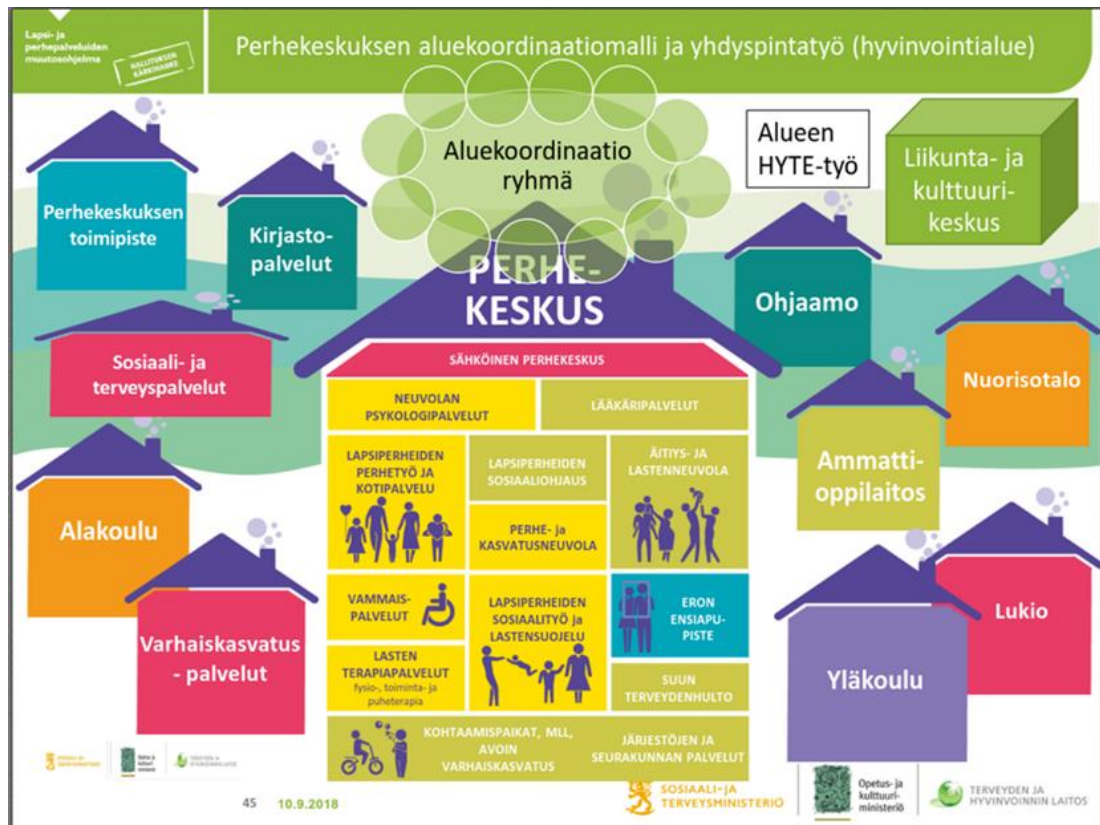 Lapsi- ja
perhepalveluiden
muutosohjelma
HALLITUKSEN
KÄRKIHANKE
Perhekeskuksen aluekoordinaatiomalli ja yhdyspintatyö (hyvinvointialue)
Aluekoordinaatio
ryhmä
Alueen
HYTE-työ
Liikunta- ja
kulttuuri-
keskus
Perhekeskuksen
toimipiste
Kirjasto-
palvelut
PERHE-
KESKUS
Ohjaamo
Sosiaali- ja
terveyspalvelut
Nuorisotalo
SÄHKÖINEN PERHEKESKUS
NEUVOLAN
PSYKOLOGIPALVELUT
LÄÄKÄRIPALVELUT
LAPSIPERHEIDEN
PERHETYÖ JA
KOTIPALVELU
LAPSIPERHEIDEN
SOSIAALIOHJAUS
ÄITIYS- JA
LASTENNEUVOLA
PERHE- JA
KASVATUSNEUVOLA
Alakoulu
Ammatti-
oppilaitos
VAMMAIS-
PALVELUT
LAPSIPERHEIDEN
SOSIAALITYÖ JA
LASTENSUOJELU
ERON
ENSIAPU-
PISTE
LASTEN
TERAPIAPALVELUT
fysio-, toiminta- ja
puheterapia
SUUN
TERVEYDENHULTO
Varhaiskasvatus
- palvelut
Yläkoulu
Lukio
KOHTAAMISPAIKAT, MLL,
AVOIN
VARHAISKASVATUS
JÄRJESTÖJEN JA
SEURAKUNNAN PALVELUT
45 10.9.2018
SOSIAALI- JA
TERVEYSMINISTERIÖ
Opetus- ja
kulttuuri-
ministeriö
TERVEYDEN JA
HYVINVOINNIN LAITOS